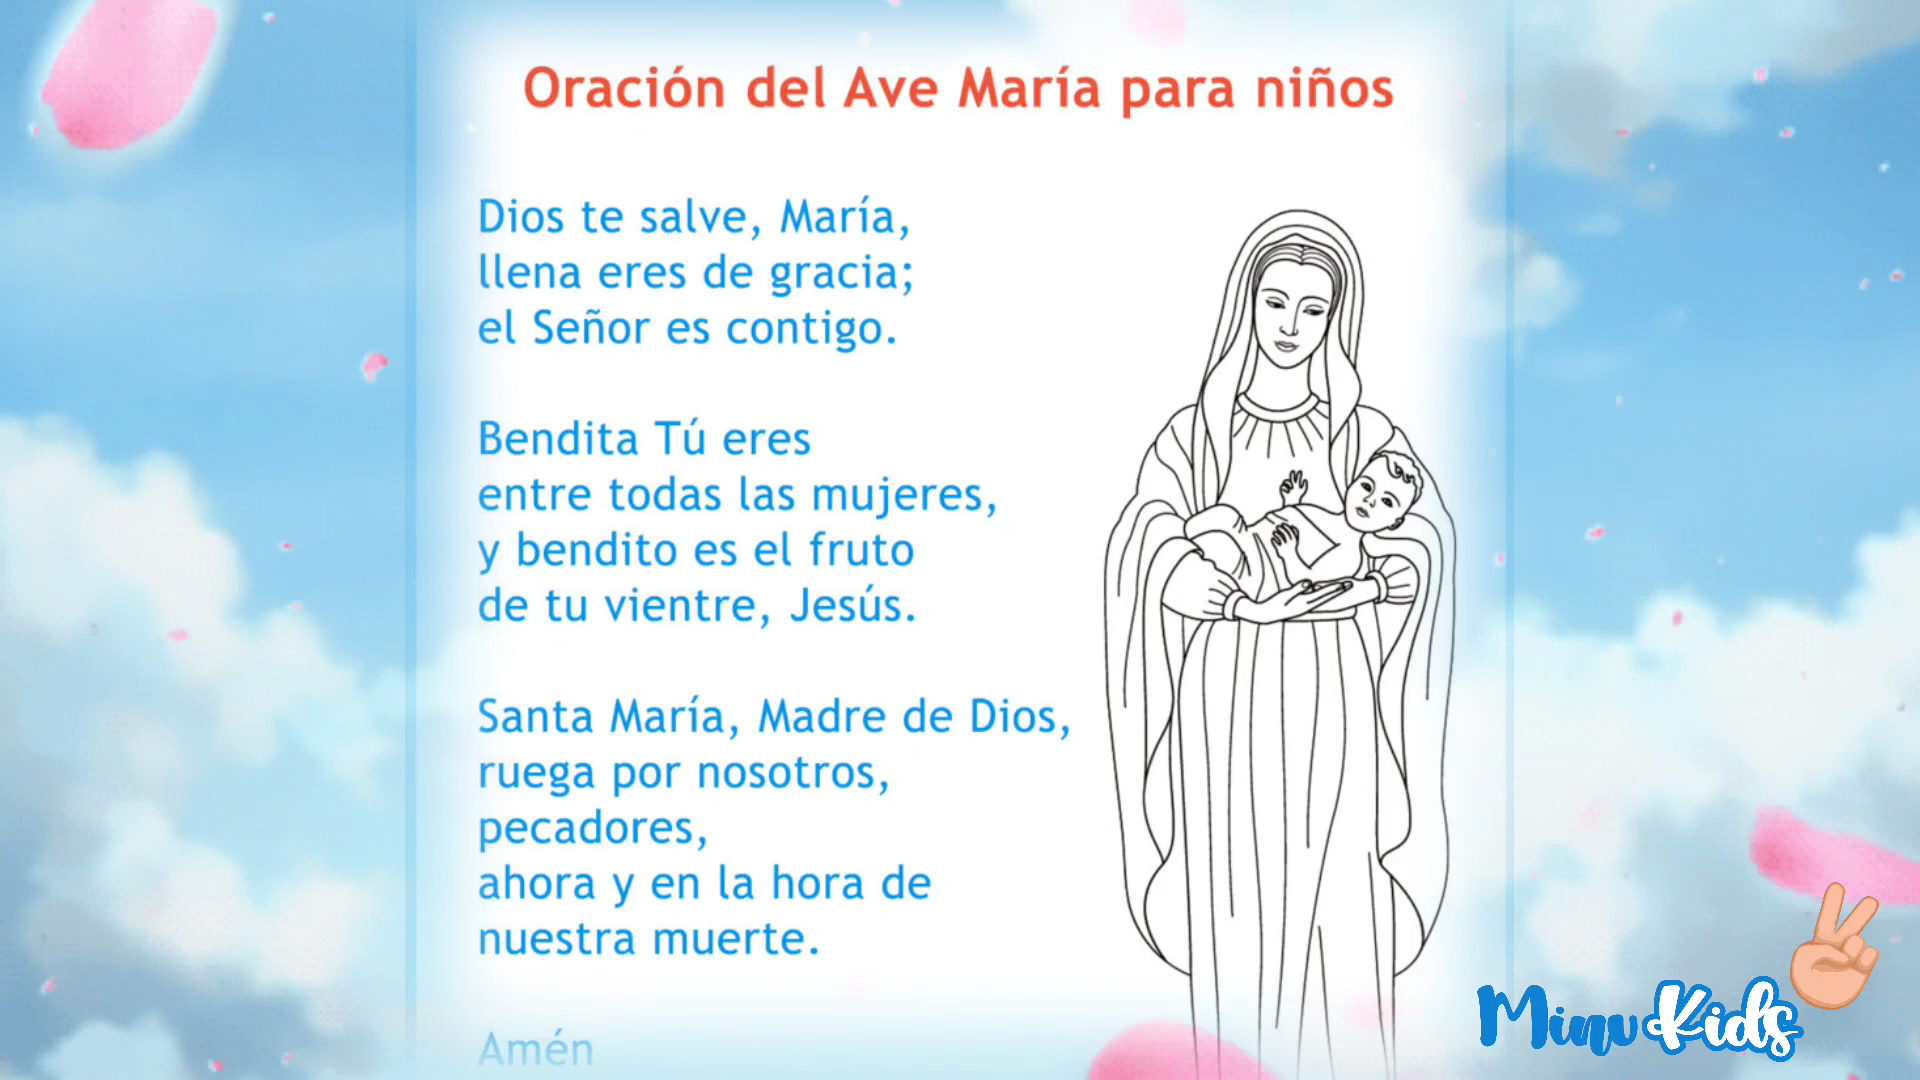 Oración del Ave María para niños
Dios te salve, María,
llena eres de gracia;
el Señor es contigo.
Bendita Tú eres
entre todas las mujeres,
y bendito es el fruto
de tu vientre, Jesús.
Santa María, Madre de Dios,
ruega por nosotros,
pecadores,
ahora y en la hora de
nuestra muerte.
Amén
Minu Kids